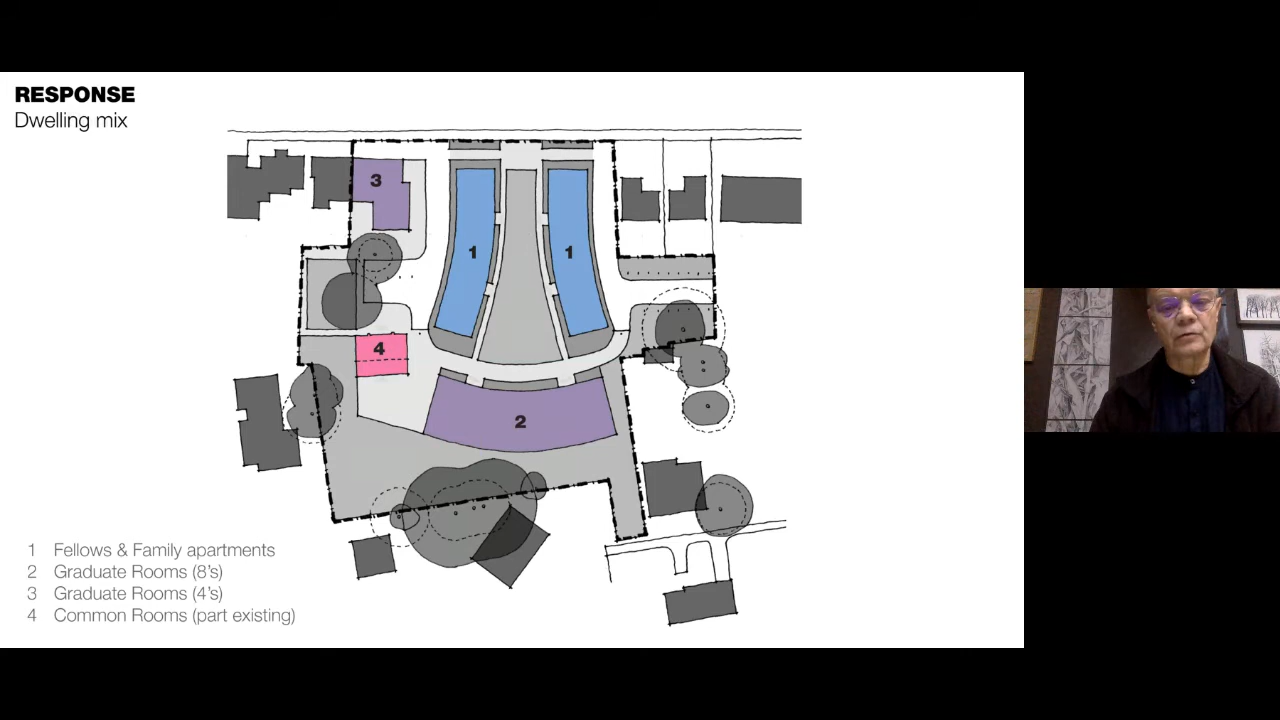 RESPONSE
Dwelling mix
3
1
1
4
2
1 Fellows & Family apartments
2 Graduate Rooms (8's)
3 Graduate Rooms (4's)
4 Common Rooms (part existing)